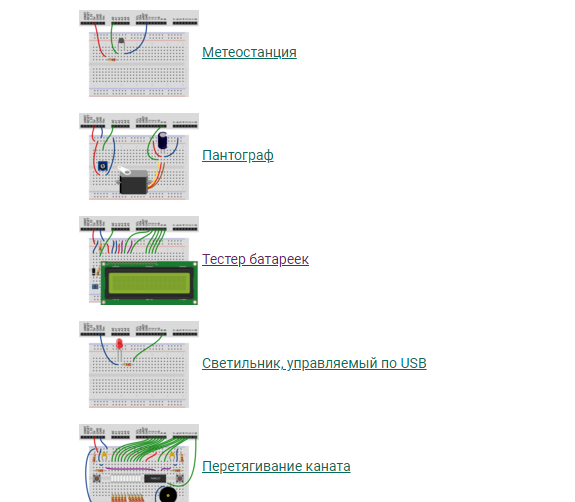 Метеостанция
Пантограф
Тестер батареек
Светильник, управляемый по USB
Перетягивание каната